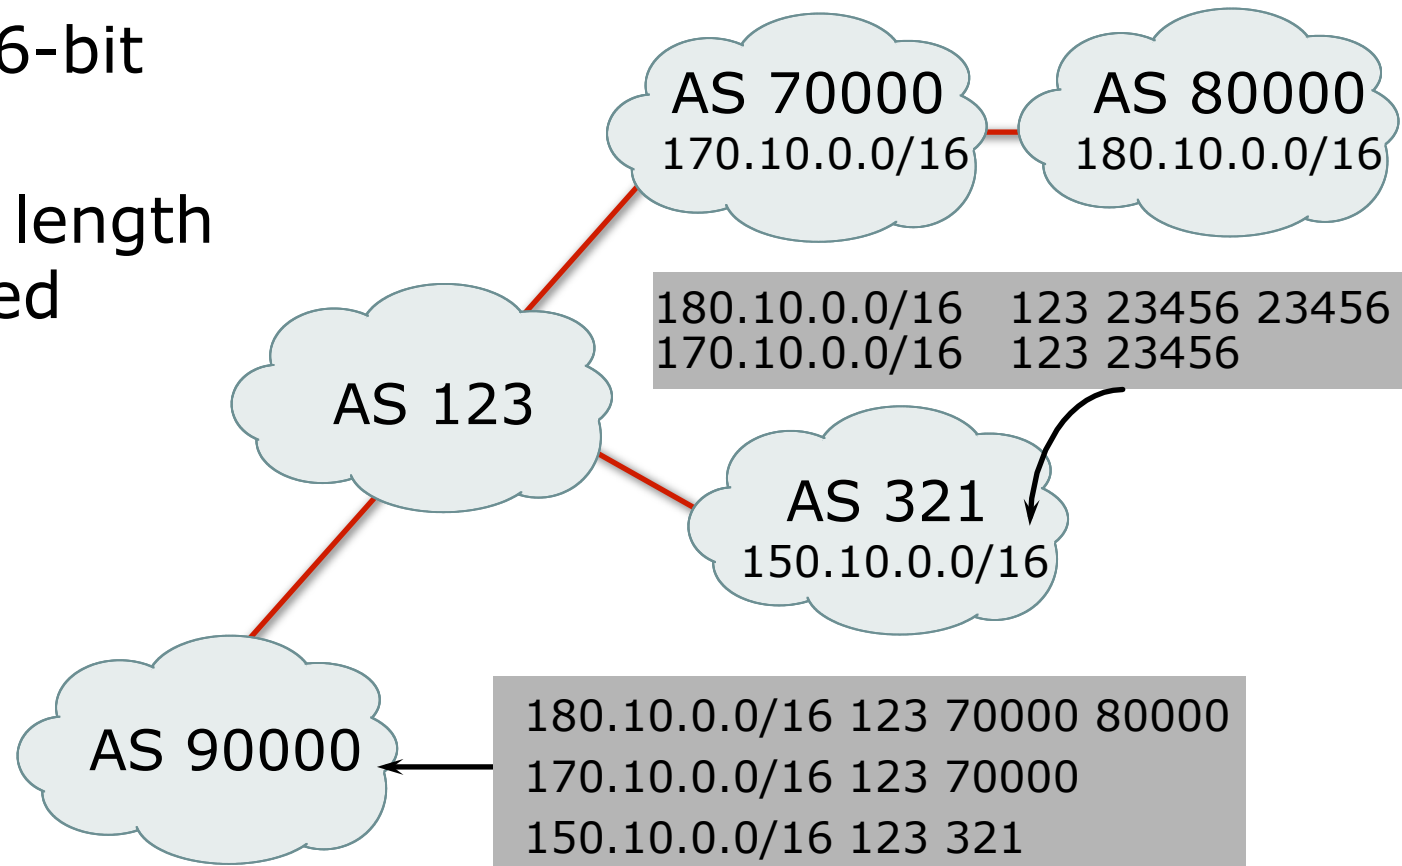 6-bit
length
ed
AS 70000
170.10.0.0/16
AS 80000
180.10.0.0/16
180.10.0.0/16 123 23456 23456
170.10.0.0/16 123 23456
AS 123
AS 321
150.10.0.0/16
AS 90000
180.10.0.0/16 123 70000 80000
170.10.0.0/16 123 70000
150.10.0.0/16 123 321